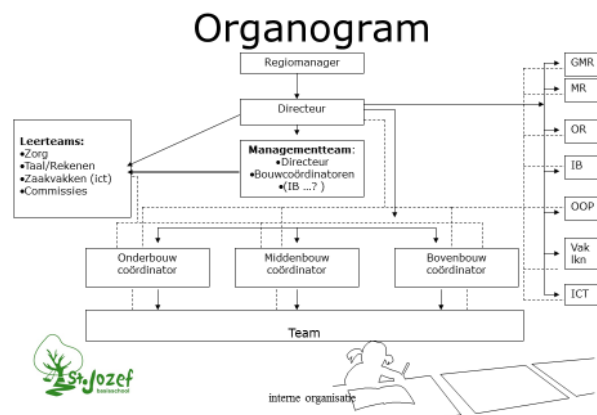 Organogram
Regiomanager
Directeur
Leerteams:
•Zorg
•Taal/Rekenen
•Zaakvakken (ict)
•Commissies
Managementteam:
•Directeur
•Bouwcoördinatoren
•(IB ...? )
GMR
MR
OR
IB
OOP
Vak
lkn
ICT
Onderbouw
coördinator
Middenbouw
coördinator
Bovenbouw
coördinator
Team
St. Jozef
basisschool
interne organisatie